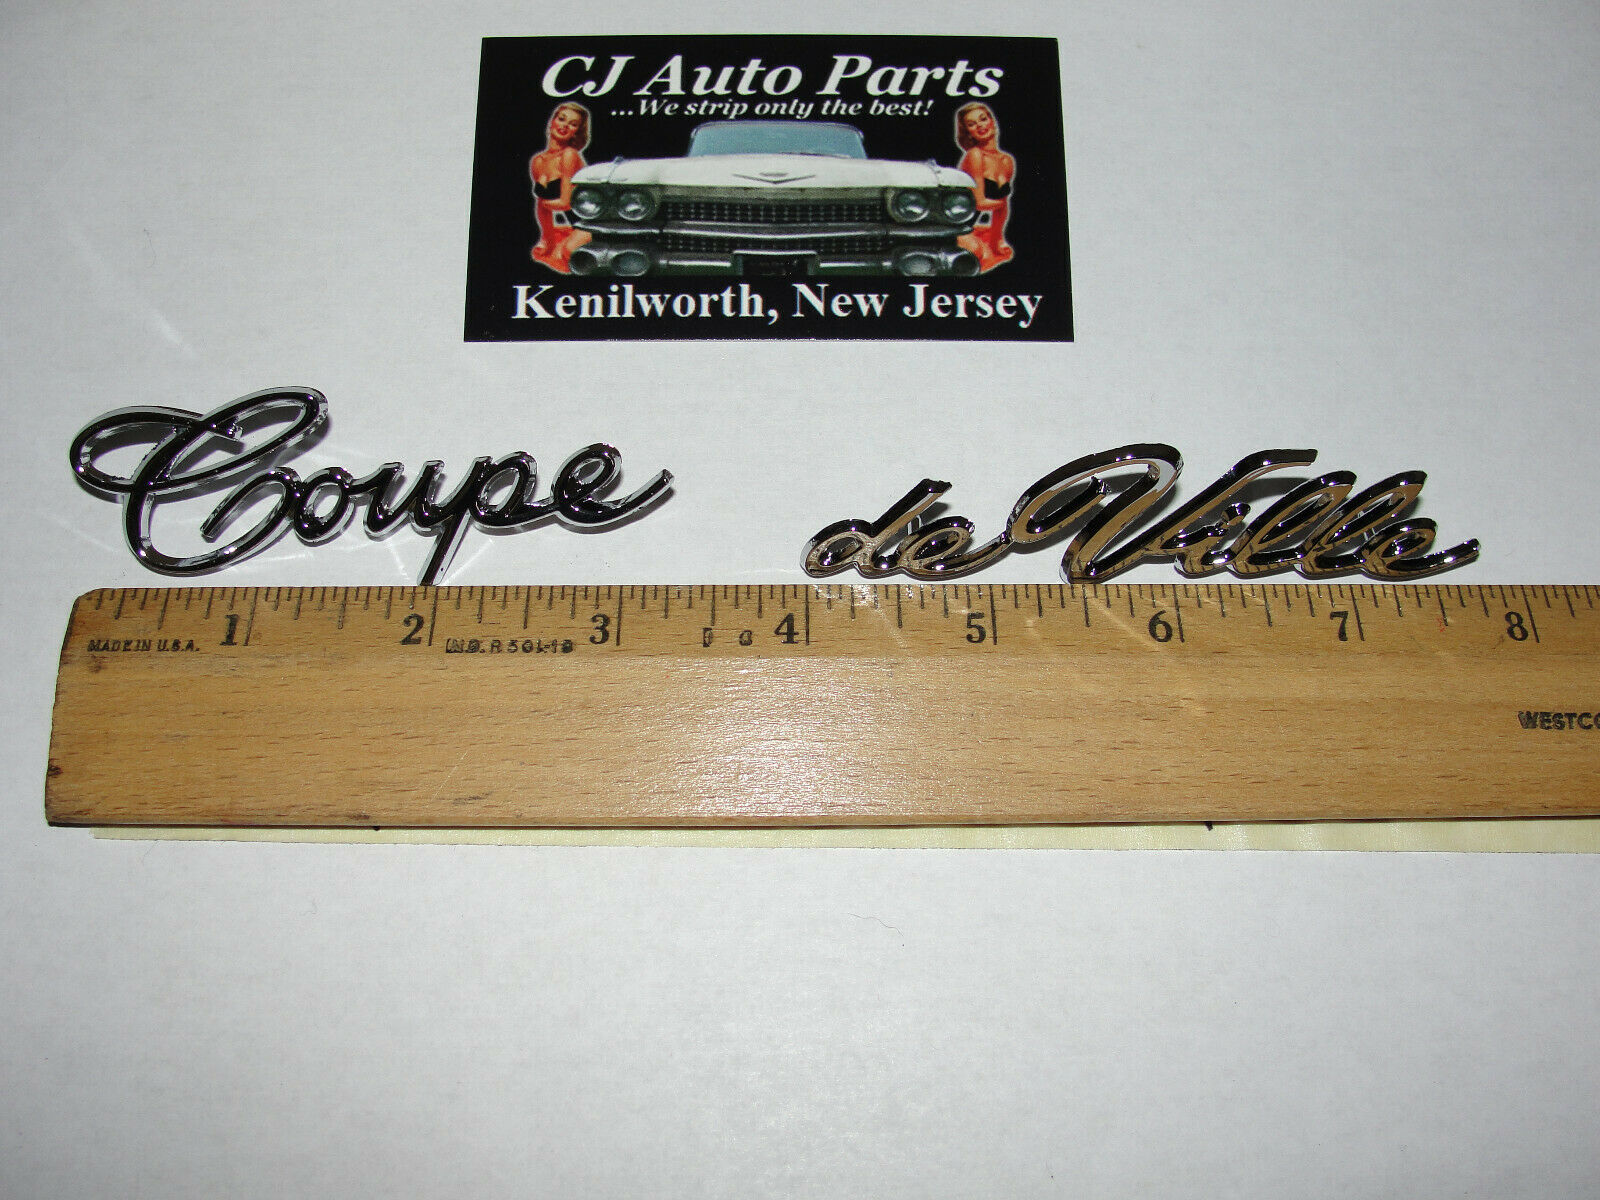 CJ Auto Parts
...We strip only the best!
Kenilworth, New Jersey
Coupe de Ville
1 2 3 4 5 6 7 8
MADE IN U.S.A.
WESTCO